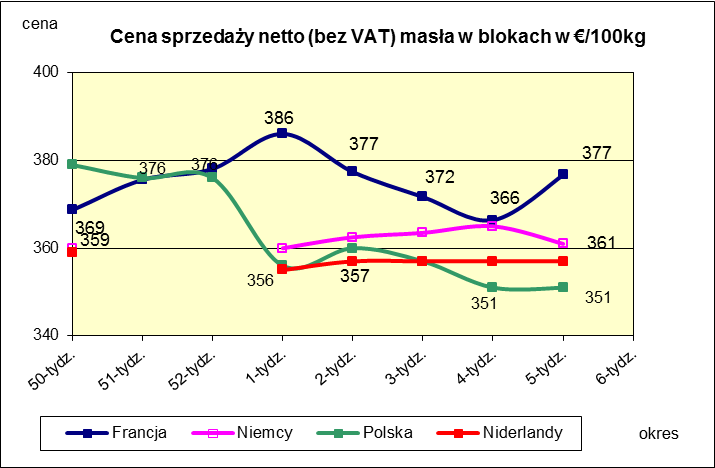 cena
Cena sprzedaży netto (bez VAT) masła w blokach w €/100kg
400
380
360
340
386
377
377
376
376
372
366
369
359
361
356
357
351
351
50-tydz.
51-tydz.
52-tydz.
1-tydz.
2-tydz.
3-tydz.
4-tydz.
5-tydz.
6-tydz.
Francja Niemcy Polska Niderlandy
okres